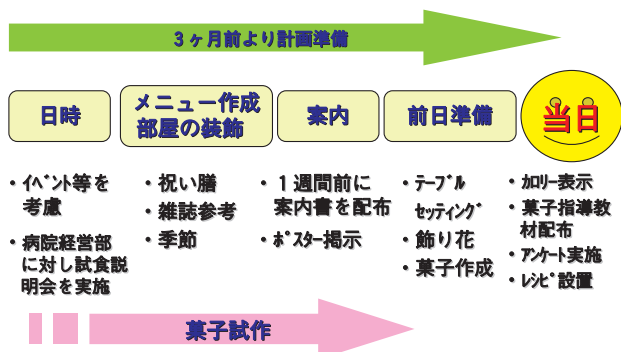 3ヶ月前より計画準備
日時
メニュー作成
部屋の装飾
案内
前日準備
当日
・ｲﾍﾞﾝﾄ等を
考慮
・病院経営部
に対し試食説
明会を実施
・祝い膳
・雑誌参考
・季節
・１週間前に
案内書を配布
・ﾎﾟｽﾀｰ掲示
・ﾃｰﾌﾞﾙ
ｾｯﾃｨﾝｸﾞ
・飾り花
・菓子作成
・ｶﾛﾘｰ表示
・菓子指導教
材配布
・ｱﾝｹｰﾄ実施
・ﾚｼﾋﾟ設置
菓子試作